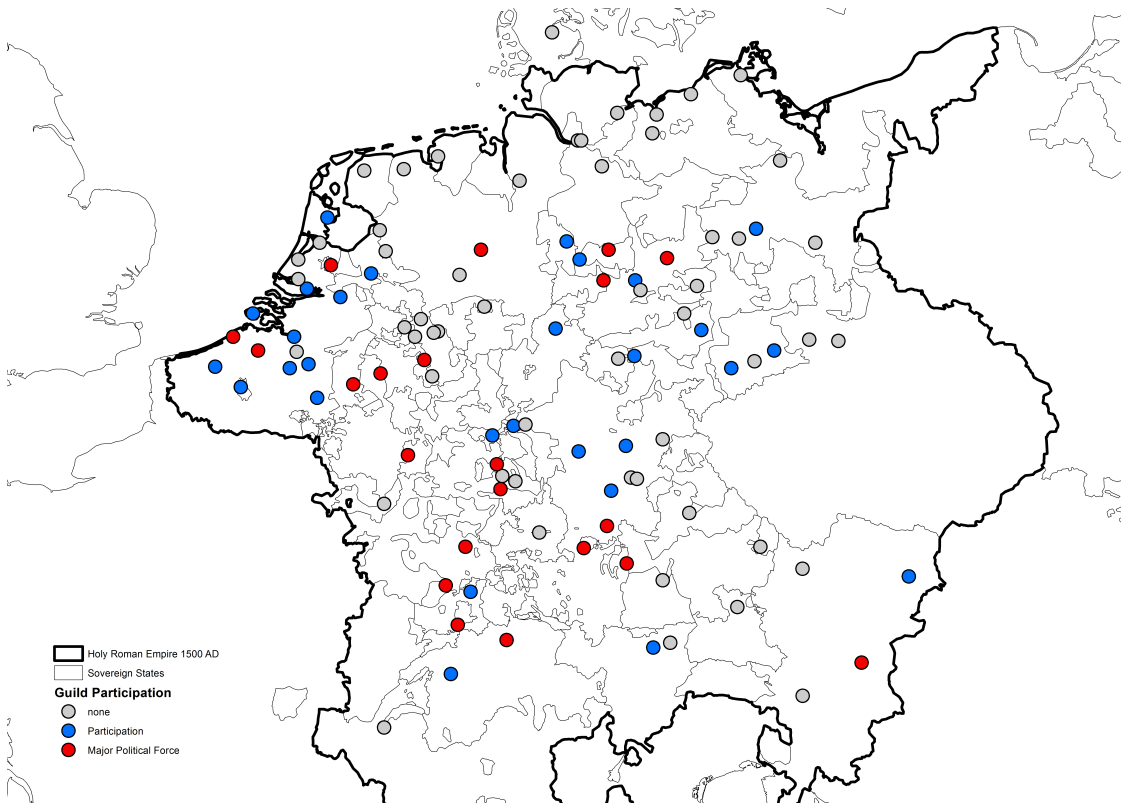 Holy Roman Empire 1500 AD
Sovereign States
Guild Participation
none
Participation
Major Political Force